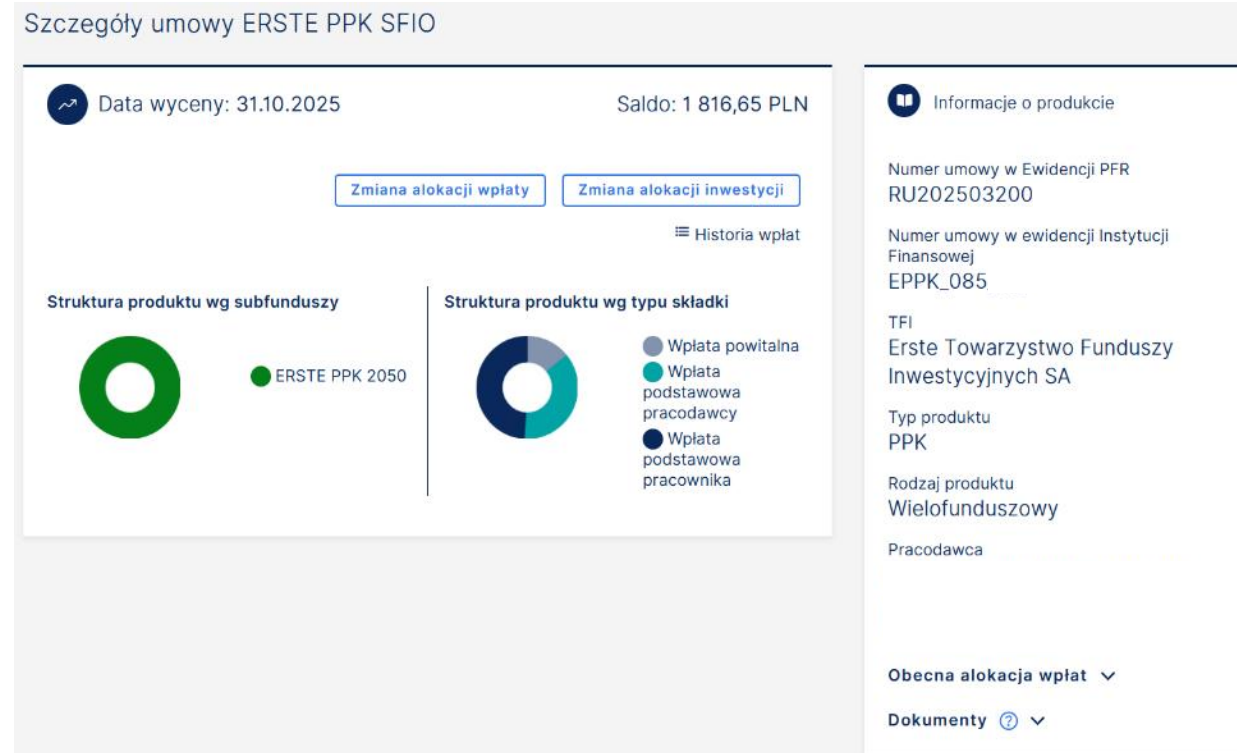 Szczegóły umowy ERSTE PPK SFIO
Data wyceny: 31.10.2025
Saldo: 1 816,65 PLN
Zmiana alokacji wpłaty
Zmiana alokacji inwestycji
Historia wpłat
Struktura produktu wg subfunduszy
ERSTE PPK 2050
Struktura produktu wg typu składki
Wpłata powitalna
Wpłata
podstawowa
pracodawcy
Wpłata
podstawowa
pracownika
Informacje o produkcie
Numer umowy w Ewidencji PFR
RU202503200
Numer umowy w ewidencji Instytucji
Finansowej
EPPK_085
TFI
Erste Towarzystwo Funduszy
Inwestycyjnych SA
Typ produktu
PPK
Rodzaj produktu
Wielofunduszowy
Pracodawca
Obecna alokacja wpłat
Dokumenty ?